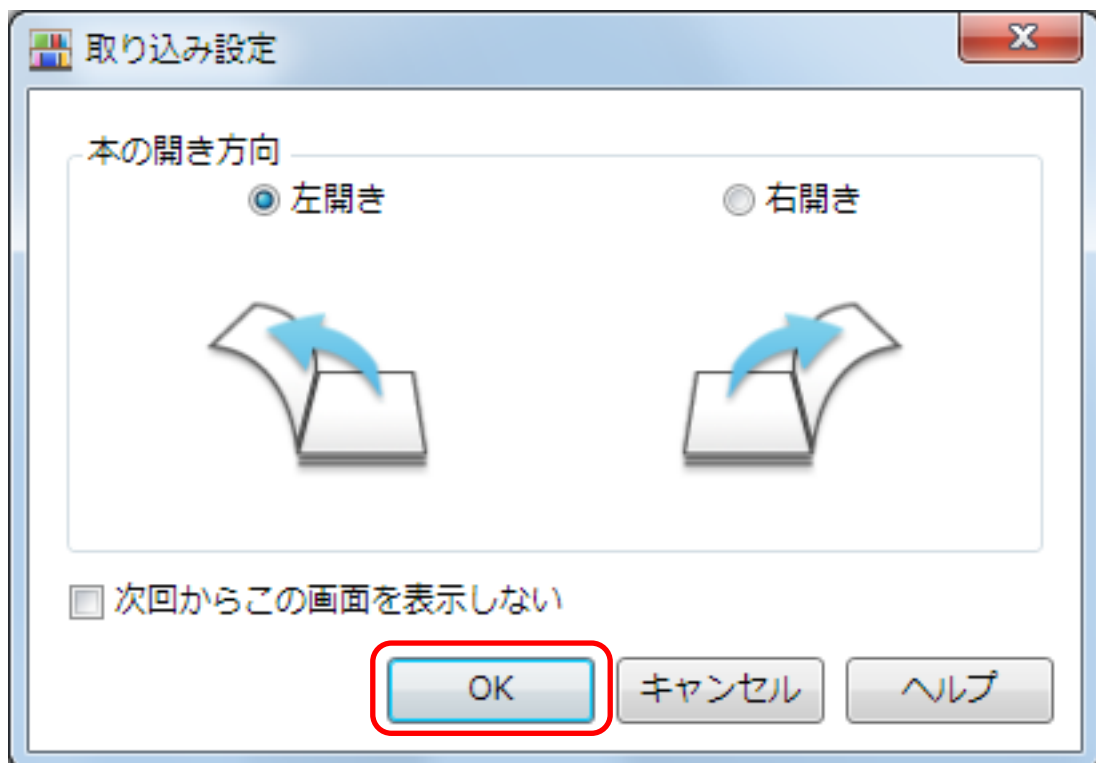 取り込み設定
本の開き方向
左開き
右開き
次回からこの画面を表示しない
OK
キャンセル
ヘルプ